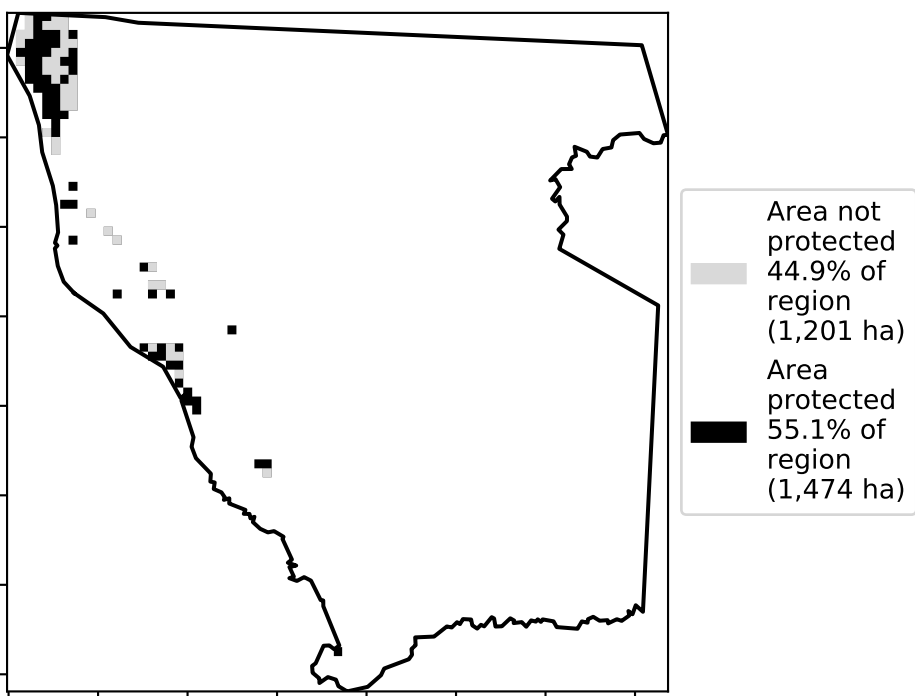 Area not
protected
44.9% of
region
(1,201 ha)
Area
protected
55.1% of
region
(1,474 ha)